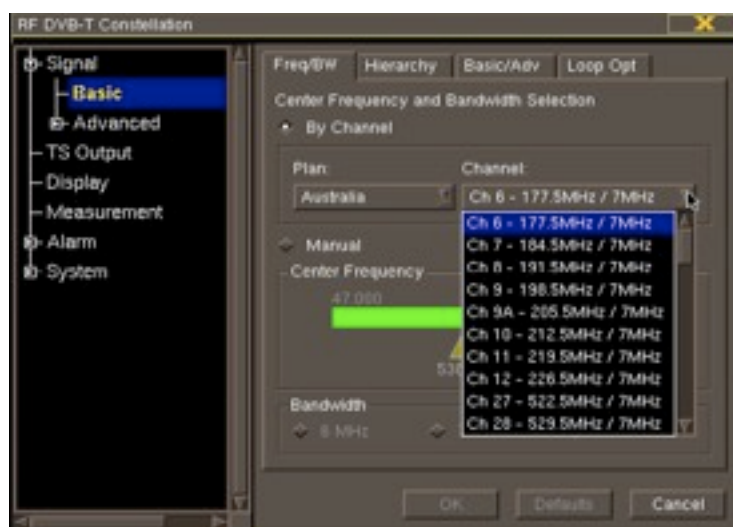 RF DVB-T Constellation
Signal
Basic
Advanced
TS Output
Display
Measurement
Alarm
System
Freq/BW Hierarchy Basic/Adv Loop Opt
Center Frequency and Bandwidth Selection
By Channel
Plan: Channel:
Australia Ch 6 - 177.5MHz / 7MHz
Ch 6 - 177.5MHz / 7MHz
Ch 7 - 184.5MHz / 7MHz
Ch 8 - 191.5MHz / 7MHz
Ch 9 - 198.5MHz / 7MHz
Ch 9A - 205.5MHz / 7MHz
Ch 10 - 212.5MHz / 7MHz
Ch 11 - 219.5MHz / 7MHz
Ch 12 - 226.5MHz / 7MHz
Ch 27 - 522.5MHz / 7MHz
Ch 28 - 529.5MHz / 7MHz
Manual
Center Frequency
47.000
Bandwidth
MHz
OK Defaults Cancel